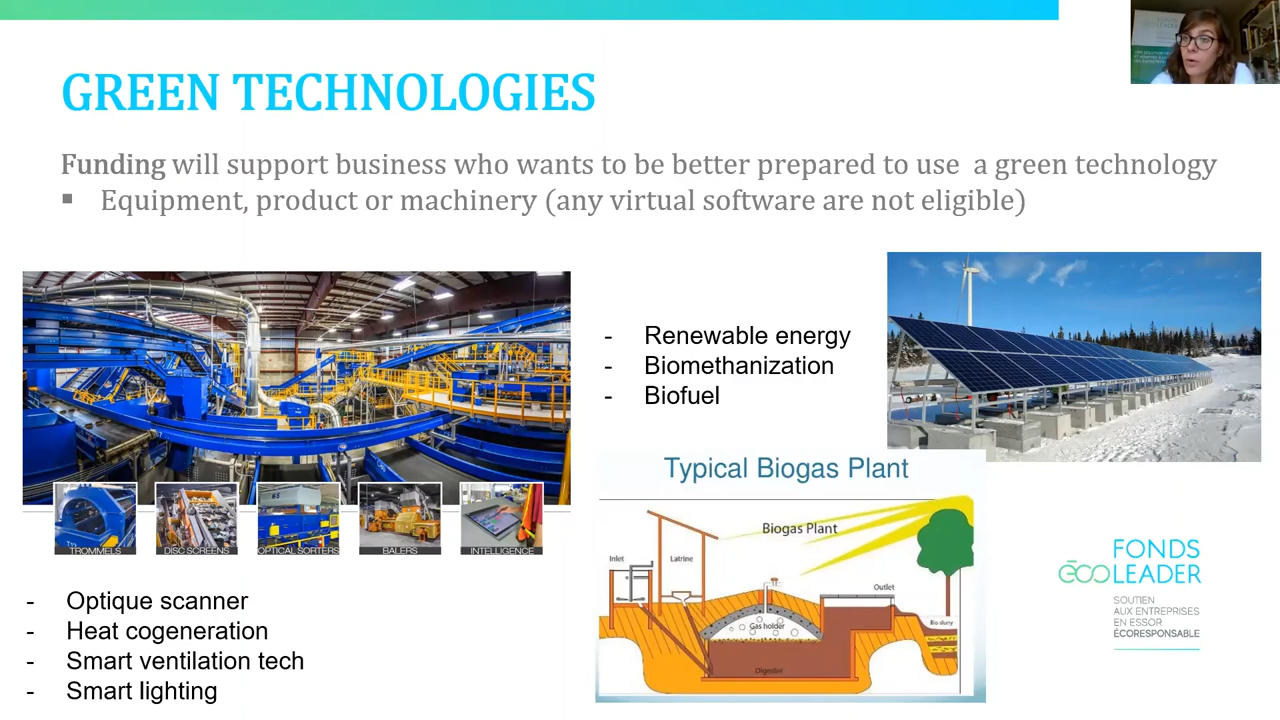 GREEN TECHNOLOGIES
Funding will support business who wants to be better prepared to use a green technology
▪ Equipment, product or machinery (any virtual software are not eligible)
TROMMELS
DISC SCREENS
OPTICAL SORTERS
BALERS
INTELLIGENCE
- Optique scanner
- Heat cogeneration
- Smart ventilation tech
- Smart lighting
- Renewable energy
- Biomethanization
- Biofuel
Typical Biogas Plant
Biogas Plant
Inlet
Latrine
Outlet
Gas holder
Bio slurry
Digester
FONDS
ÉCOLEADER
SOUTIEN
AUX ENTREPRISES
EN ESSOR
ÉCORESPONSABLE
FONDS
ÉCOLEADER